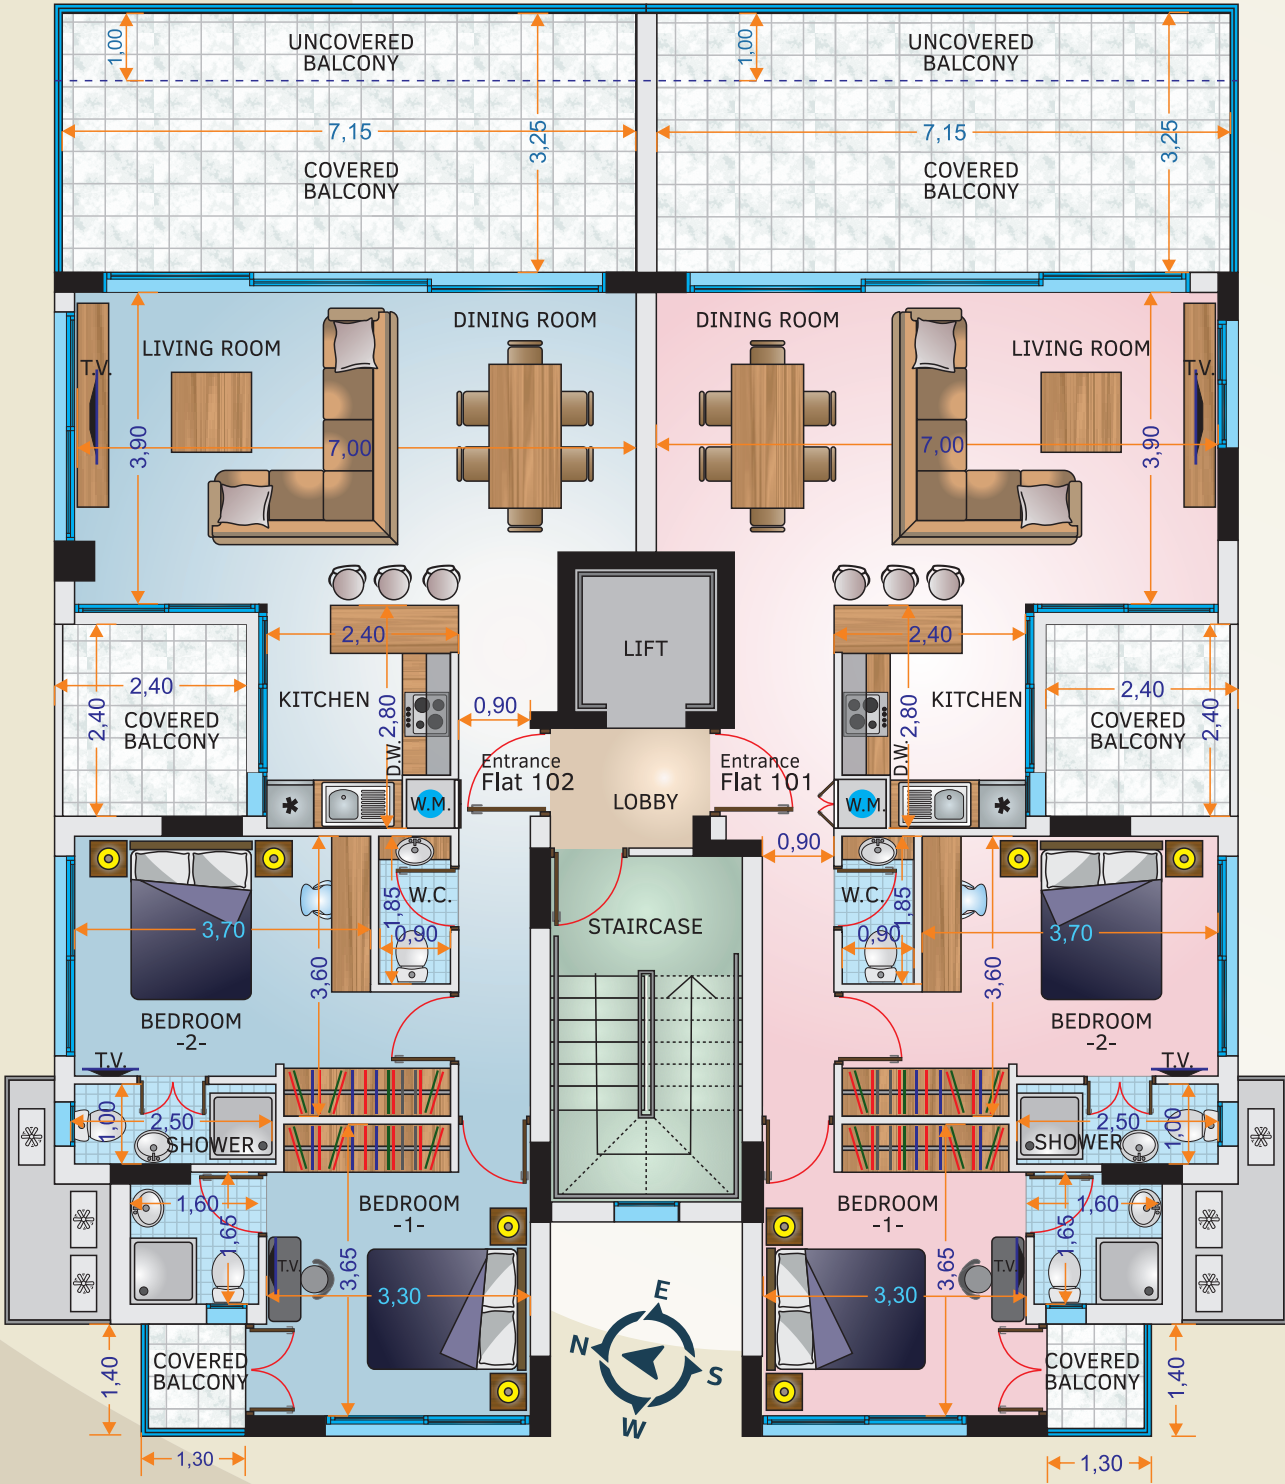 1,00
UNCOVERED
BALCONY
7,15
3,25
COVERED
BALCONY
1,00
UNCOVERED
BALCONY
7,15
3,25
COVERED
BALCONY
LIVING ROOM
DINING ROOM
T.V.
3,90
7,00
DINING ROOM
LIVING ROOM
T.V.
7,00
3,90
2,40
LIFT
2,40
2,40
2,40
COVERED
BALCONY
KITCHEN
2,80
D.W.
0,90
Entrance
Flat 102
W.M.
LOBBY
Entrance
Flat 101
KITCHEN
2,80
D.W.
W.M.
2,40
2,40
COVERED
BALCONY
0,90
3,70
3,60
BEDROOM
-2-
T.V.
W.C.
1,85
0,90
STAIRCASE
W.C.
1,85
0,90
3,70
3,60
BEDROOM
-2-
T.V.
1,00
2,50
SHOWER
2,50
1,00
SHOWER
1,60
1,65
BEDROOM
-1-
T.V.
3,65
3,30
BEDROOM
-1-
T.V.
3,65
3,30
1,60
1,65
E
N
S
W
1,40
COVERED
BALCONY
1,30
COVERED
BALCONY
1,40
1,30